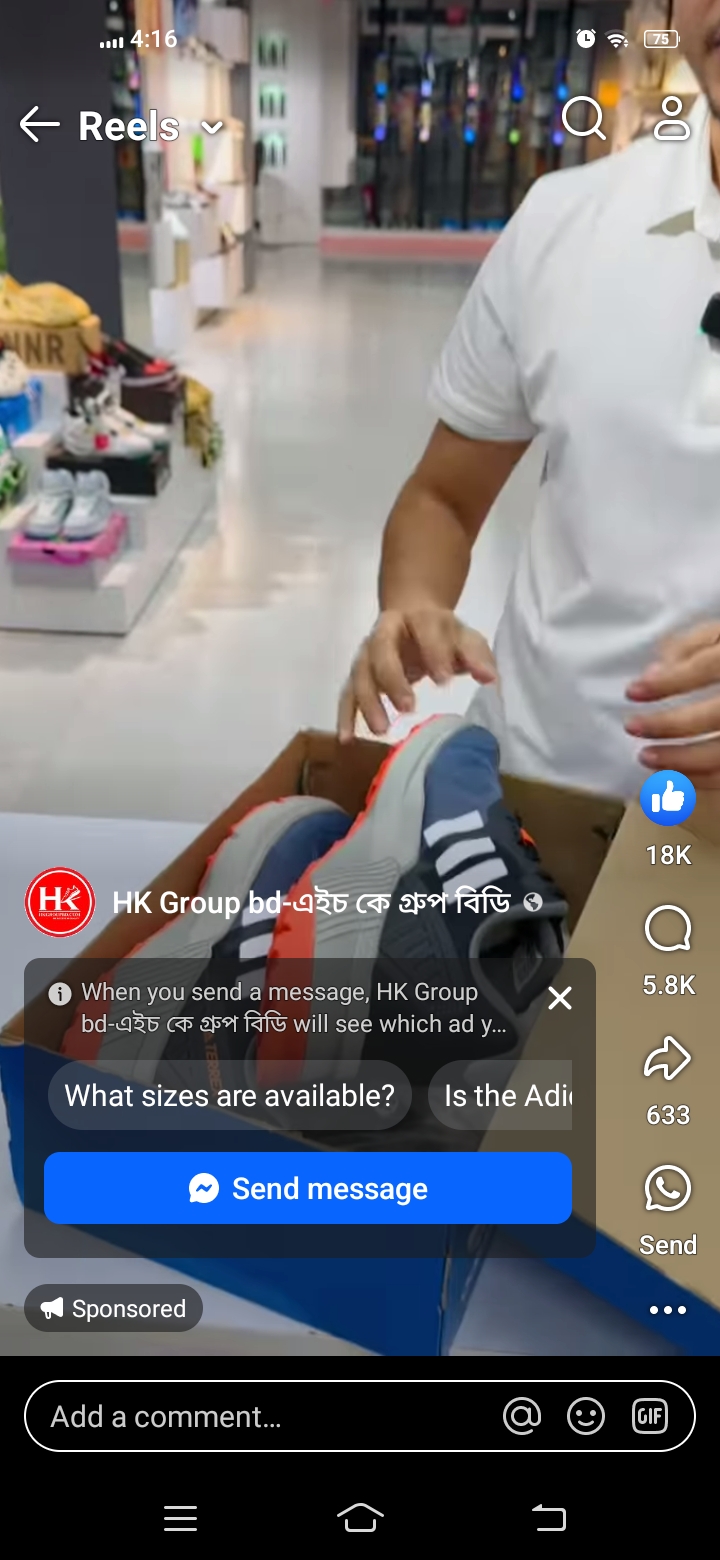 4:16
75
Reels
NNR
HK
HK Group bd-এইচ কে গ্রুপ বিডি
When you send a message, HK Group
bd-এইচ কে গ্রুপ বিডি will see which ad y...
What sizes are available?
Is the Adi
Send message
Sponsored
18K
5.8K
633
Send
Add a comment...
GIF